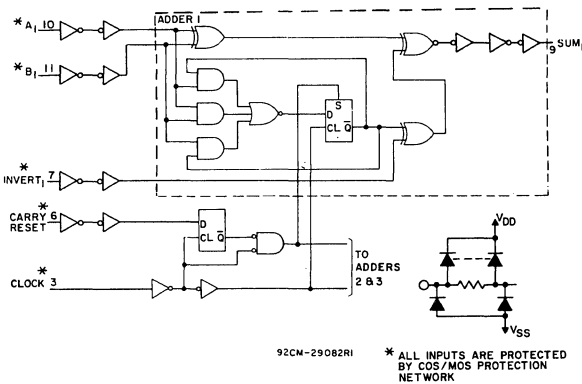 ADDER 1
* A1 10
* B1 11
9 SUM1
S
D
CL Q̅
* INVERT1 7
* CARRY RESET 6
D
CL Q̅
* CLOCK 3
TO
ADDERS
2 & 3
VDD
VSS
92CM-29082R1
* ALL INPUTS ARE PROTECTED
BY COS/MOS PROTECTION
NETWORK